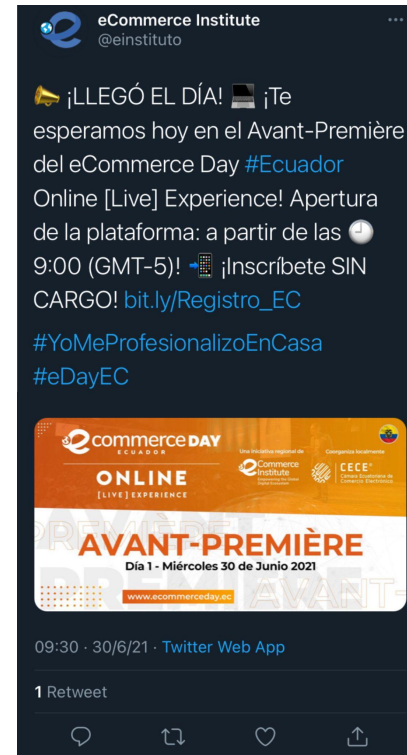 eCommerce Institute
@einstituto
¡LLEGÓ EL DÍA! ¡Te
esperamos hoy en el Avant-Première
del eCommerce Day #Ecuador
Online [Live] Experience! Apertura
de la plataforma: a partir de las
9:00 (GMT-5)! ¡Inscríbete SIN
CARGO! bit.ly/Registro_EC
#YoMeProfesionalizoEnCasa
#eDayEC
commerce DAY
ECUADOR
ONLINE
[LIVE] EXPERIENCE
Una iniciativa regional de
eCommerce
Institute
Empowering the Global
Digital Ecosystem
Coorganiza localmente
CECE
Cámara Ecuatoriana de
Comercio Electrónico
AVANT-PREMIÈRE
Día 1 - Miércoles 30 de Junio 2021
www.ecommerceday.ec
09:30 · 30/6/21 · Twitter Web App
1 Retweet